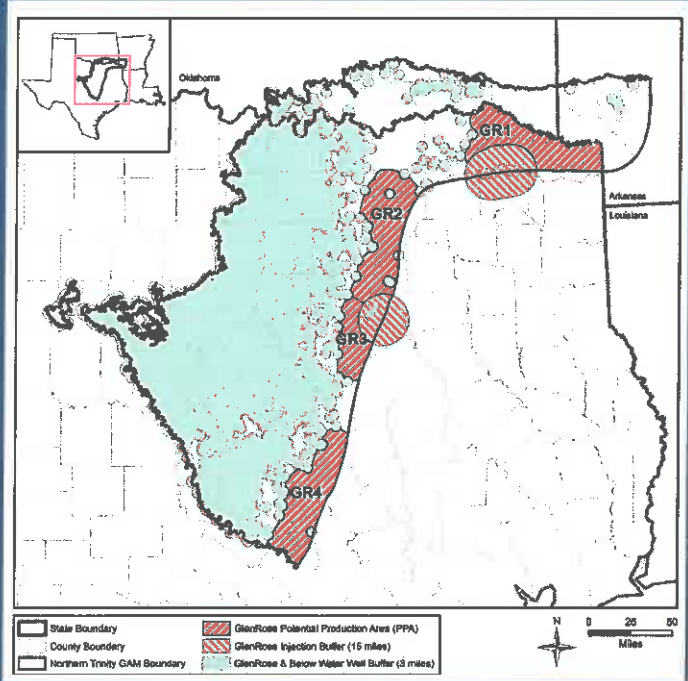 Oklahoma
GR1
Arkansas
Louisiana
GR2
GR3
GR4
State Boundary
County Boundary
Northern Trinity GAM Boundary
GlenRose Potential Production Area (PPA)
GlenRose Injection Buffer (15 miles)
GlenRose & Below Water Well Buffer (3 miles)
N
0 25 50
Miles